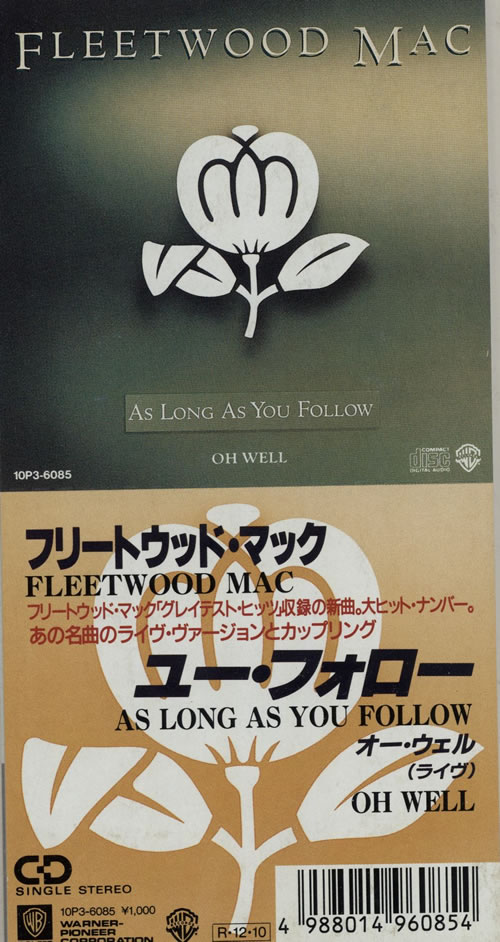 FLEETWOOD MAC
AS LONG AS YOU FOLLOW
OH WELL
COMPACT
disc
DIGITAL AUDIO
10P3-6085
フリートウッド・マック
FLEETWOOD MAC
フリートウッド・マック「グレイテスト・ヒッツ」収録の新曲。大ヒット・ナンバー。
あの名曲のライヴ・ヴァージョンとカップリング
ユー・フォロー
AS LONG AS YOU FOLLOW
オー・ウェル
(ライヴ)
OH WELL
CD
SINGLE STEREO
10P3-6085 ¥1,000
WARNER-
PIONEER
CORPORATION
R・12・10
4 988014 960854